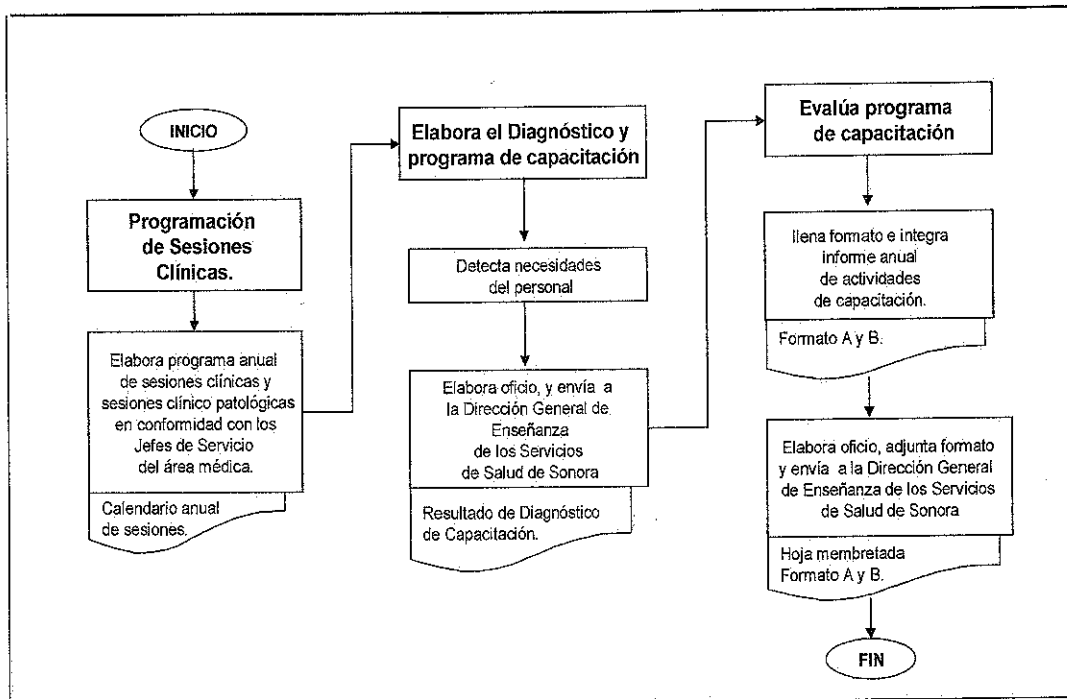 INICIO
Programación
de Sesiones
Clínicas.
Elabora programa anual
de sesiones clínicas y
sesiones clínico patológicas
en conformidad con los
Jefes de Servicio
del área médica.
Calendario anual
de sesiones.
Elabora el Diagnóstico y
programa de capacitación
Detecta necesidades
del personal
Elabora oficio, y envía a
la Dirección General de
Enseñanza
de los Servicios
de Salud de Sonora
Resultado de Diagnóstico
de Capacitación.
Evalúa programa
de capacitación
llena formato e integra
informe anual
de actividades
de capacitación.
Formato A y B.
Elabora oficio, adjunta formato
y envía a la Dirección General
de Enseñanza de los Servicios
de Salud de Sonora
Hoja membretada
Formato A y B.
FIN